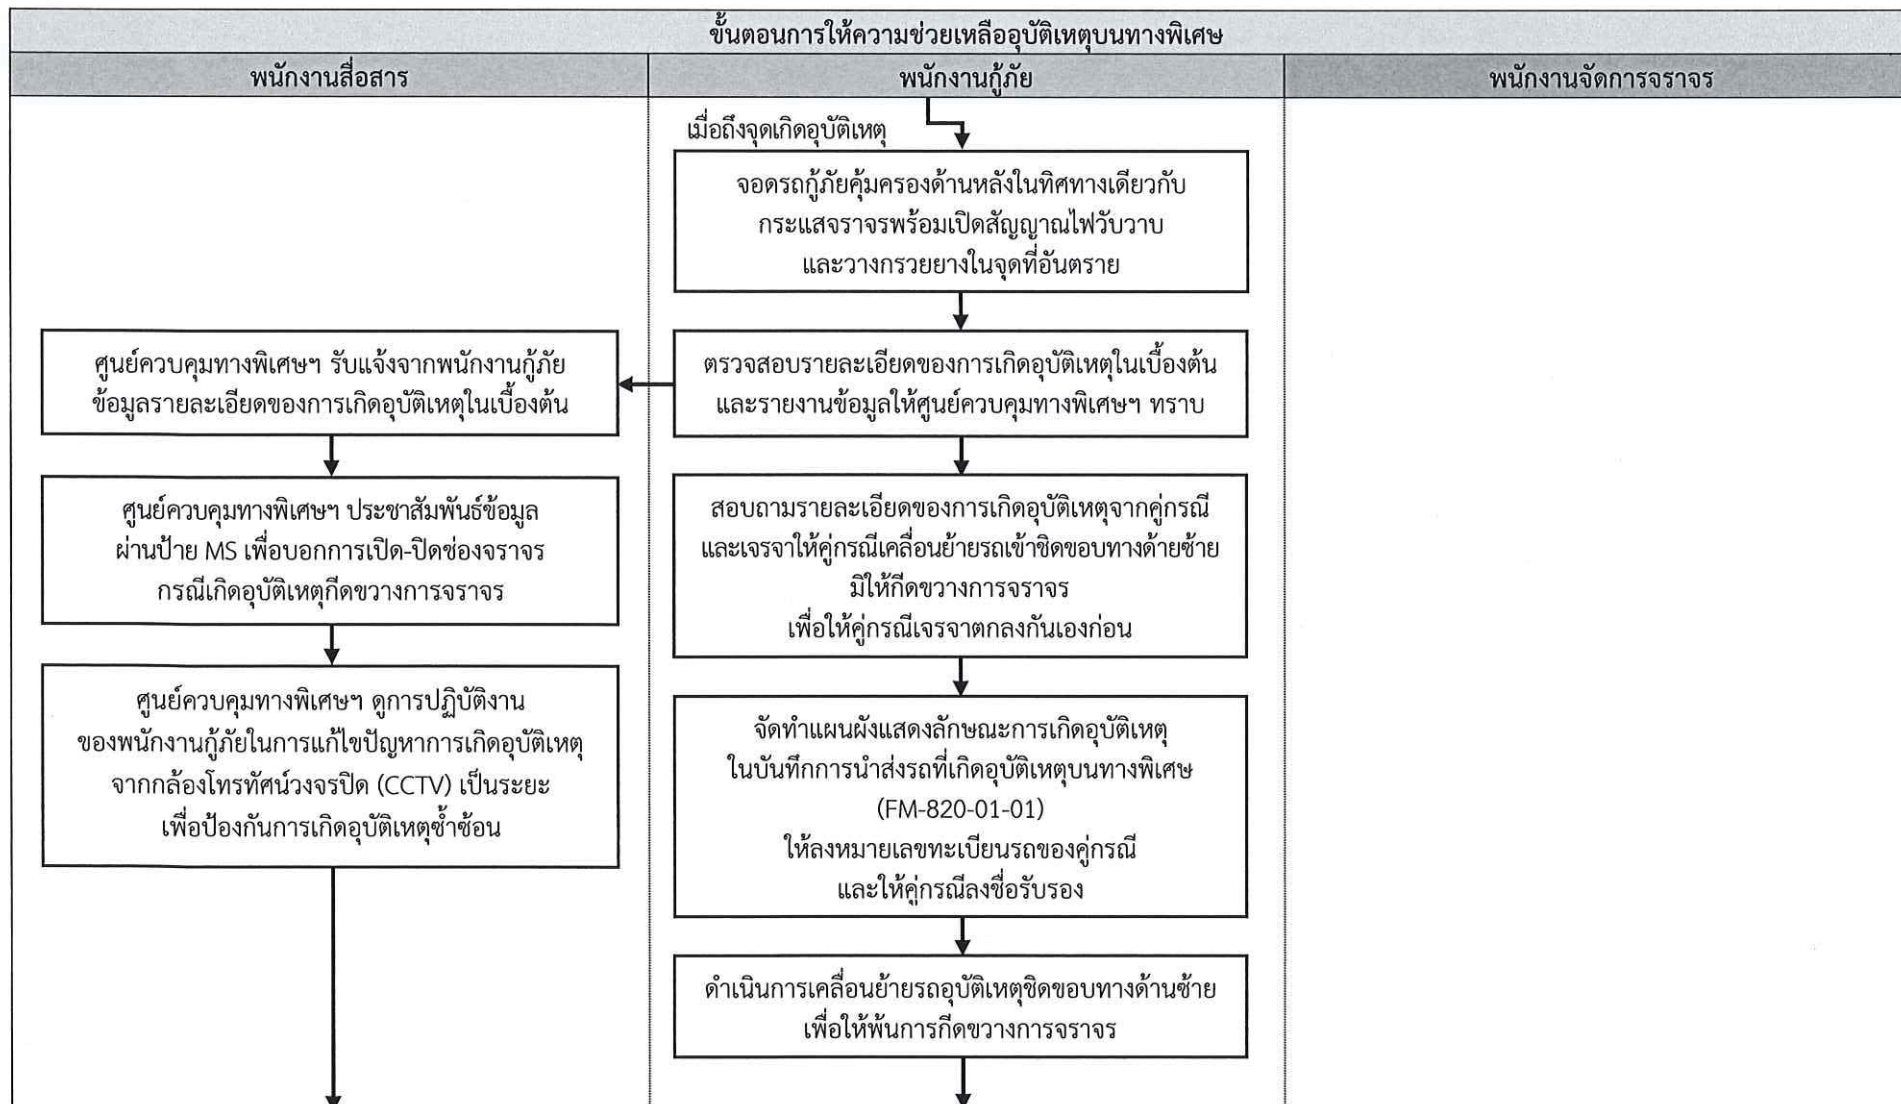 ขั้นตอนการให้ความช่วยเหลืออุบัติเหตุบนทางพิเศษ
พนักงานสื่อสาร
พนักงานกู้ภัย
พนักงานจัดการจราจร
เมื่อถึงจุดเกิดอุบัติเหตุ
จอดรถกู้ภัยคุ้มครองด้านหลังในทิศทางเดียวกับ
กระแสจราจรพร้อมเปิดสัญญาณไฟวับวาบ
และวางกรวยยางในจุดที่อันตราย
ตรวจสอบรายละเอียดของการเกิดอุบัติเหตุในเบื้องต้น
และรายงานข้อมูลให้ศูนย์ควบคุมทางพิเศษฯ ทราบ
ศูนย์ควบคุมทางพิเศษฯ รับแจ้งจากพนักงานกู้ภัย
ข้อมูลรายละเอียดของการเกิดอุบัติเหตุในเบื้องต้น
ศูนย์ควบคุมทางพิเศษฯ ประชาสัมพันธ์ข้อมูล
ผ่านป้าย MS เพื่อบอกการเปิด-ปิดช่องจราจร
กรณีเกิดอุบัติเหตุกีดขวางการจราจร
ศูนย์ควบคุมทางพิเศษฯ ดูการปฏิบัติงาน
ของพนักงานกู้ภัยในการแก้ไขปัญหาการเกิดอุบัติเหตุ
จากกล้องโทรทัศน์วงจรปิด (CCTV) เป็นระยะ
เพื่อป้องกันการเกิดอุบัติเหตุซ้ำซ้อน
สอบถามรายละเอียดของการเกิดอุบัติเหตุจากคู่กรณี
และเจรจาให้คู่กรณีเคลื่อนย้ายรถเข้าชิดขอบทางด้ายซ้าย
มิให้กีดขวางการจราจร
เพื่อให้คู่กรณีเจรจาตกลงกันเองก่อน
จัดทำแผนผังแสดงลักษณะการเกิดอุบัติเหตุ
ในบันทึกการนำส่งรถที่เกิดอุบัติเหตุบนทางพิเศษ
(FM-820-01-01)
ให้ลงหมายเลขทะเบียนรถของคู่กรณี
และให้คู่กรณีลงชื่อรับรอง
ดำเนินการเคลื่อนย้ายรถอุบัติเหตุชิดขอบทางด้านซ้าย
เพื่อให้พ้นการกีดขวางการจราจร